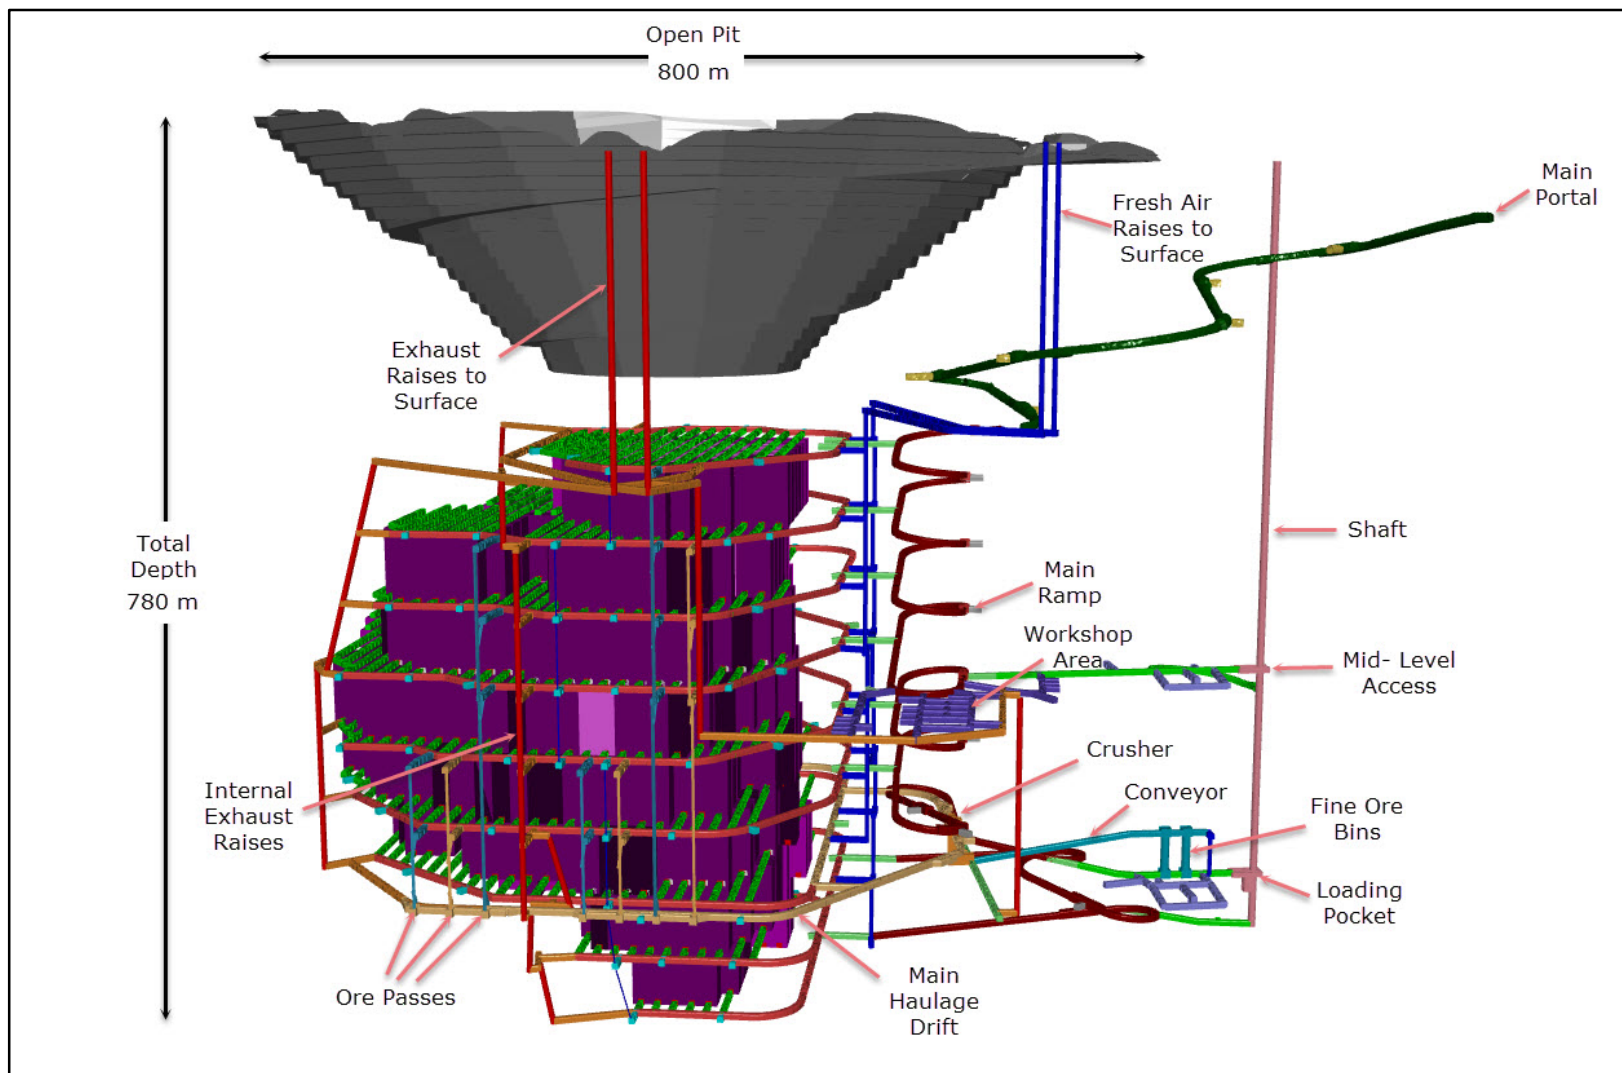 Open Pit
800 m
Main
Portal
Fresh Air
Raises to
Surface
Exhaust
Raises to
Surface
Total
Depth
780 m
Shaft
Main
Ramp
Workshop
Area
Mid- Level
Access
Crusher
Conveyor
Fine Ore
Bins
Internal
Exhaust
Raises
Loading
Pocket
Ore Passes
Main
Haulage
Drift